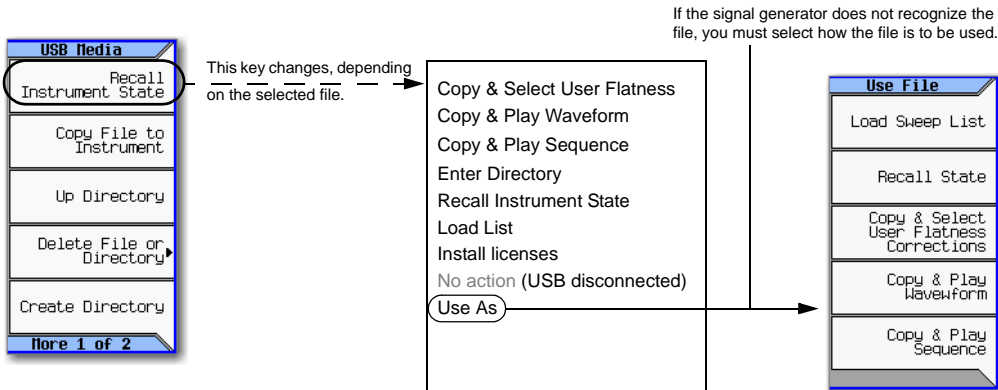 If the signal generator does not recognize the
file, you must select how the file is to be used.
USB Media
Recall
Instrument State
Copy File to
Instrument
Up Directory
Delete File or
Directory
Create Directory
More 1 of 2
This key changes, depending
on the selected file.
Copy & Select User Flatness
Copy & Play Waveform
Copy & Play Sequence
Enter Directory
Recall Instrument State
Load List
Install licenses
No action (USB disconnected)
Use As
Use File
Load Sweep List
Recall State
Copy & Select
User Flatness
Corrections
Copy & Play
Waveform
Copy & Play
Sequence